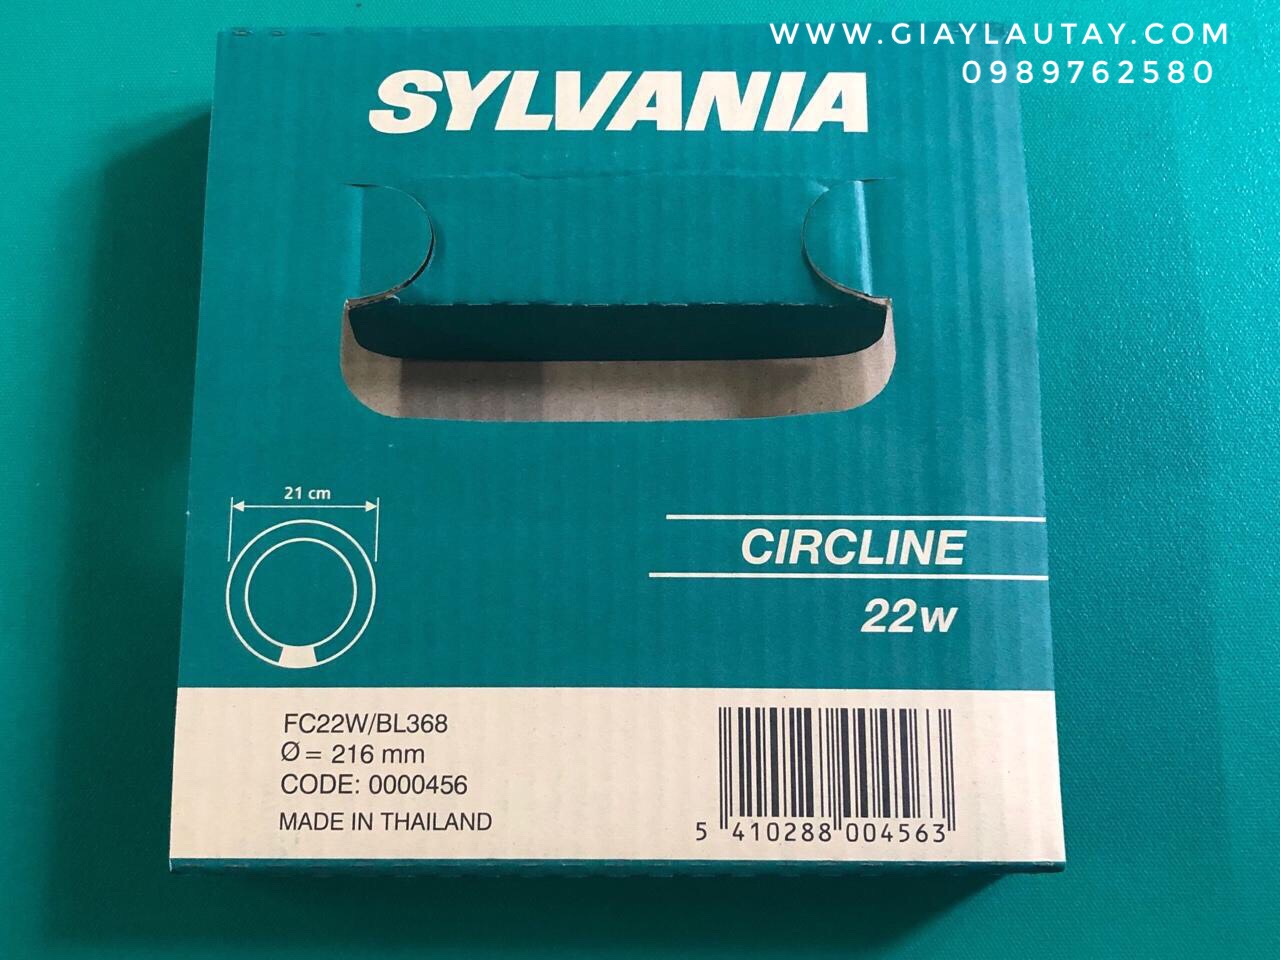 WWW.GIAYLAUTAY.COM
0989762580
SYLVANIA
21 cm
CIRCLINE
22w
FC22W/BL368
Ø = 216 mm
CODE: 0000456
MADE IN THAILAND
5 410288 004563